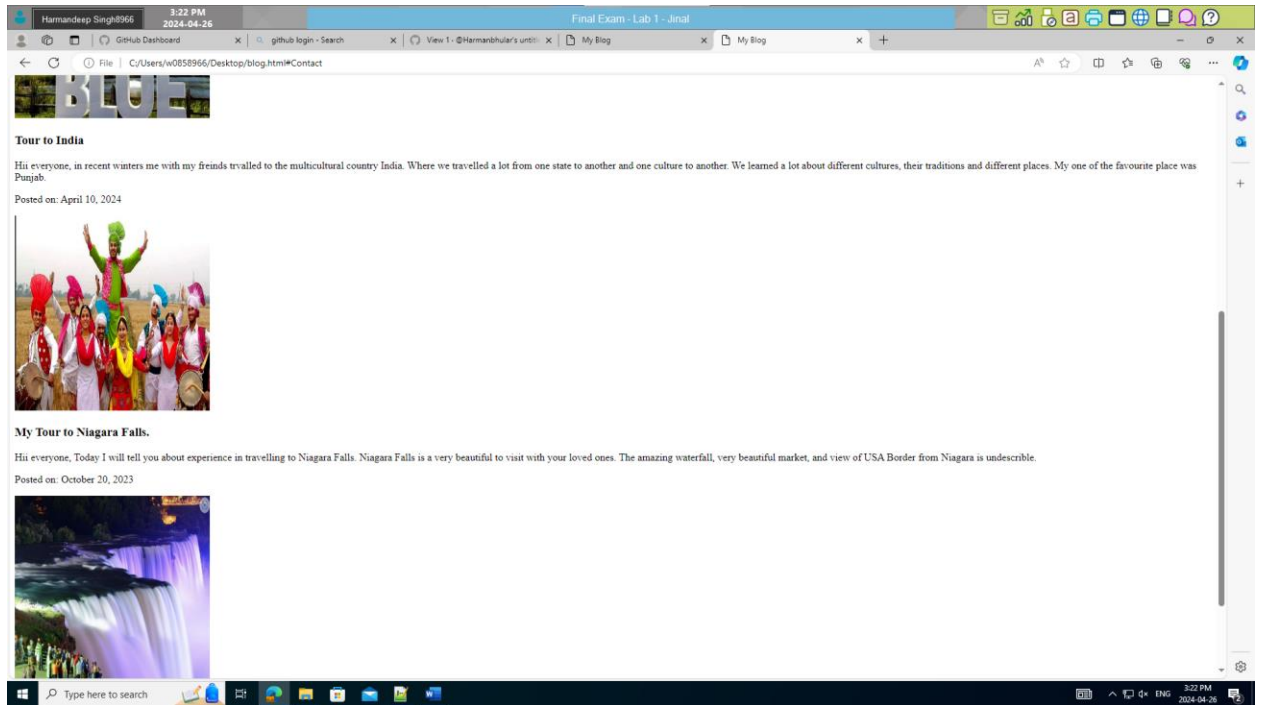 Harmandeep Singh8966
3:22 PM
2024-04-26
Final Exam - Lab 1 - Jinal
GitHub Dashboard
github login - Search
View 1 · @Harmanbhular's untitl
My Blog
My Blog
File
C:/Users/w0858966/Desktop/blog.html#Contact
BLUE
Tour to India
Hii everyone, in recent winters me with my freinds trvalled to the multicultural country India. Where we travelled a lot from one state to another and one culture to another. We learned a lot about different cultures, their traditions and different places. My one of the favourite place was
Punjab.
Posted on: April 10, 2024
My Tour to Niagara Falls.
Hii everyone, Today I will tell you about experience in travelling to Niagara Falls. Niagara Falls is a very beautiful to visit with your loved ones. The amazing waterfall, very beautiful market, and view of USA Border from Niagara is undescrible.
Posted on: October 20, 2023
Type here to search
ENG
3:22 PM
2024-04-26